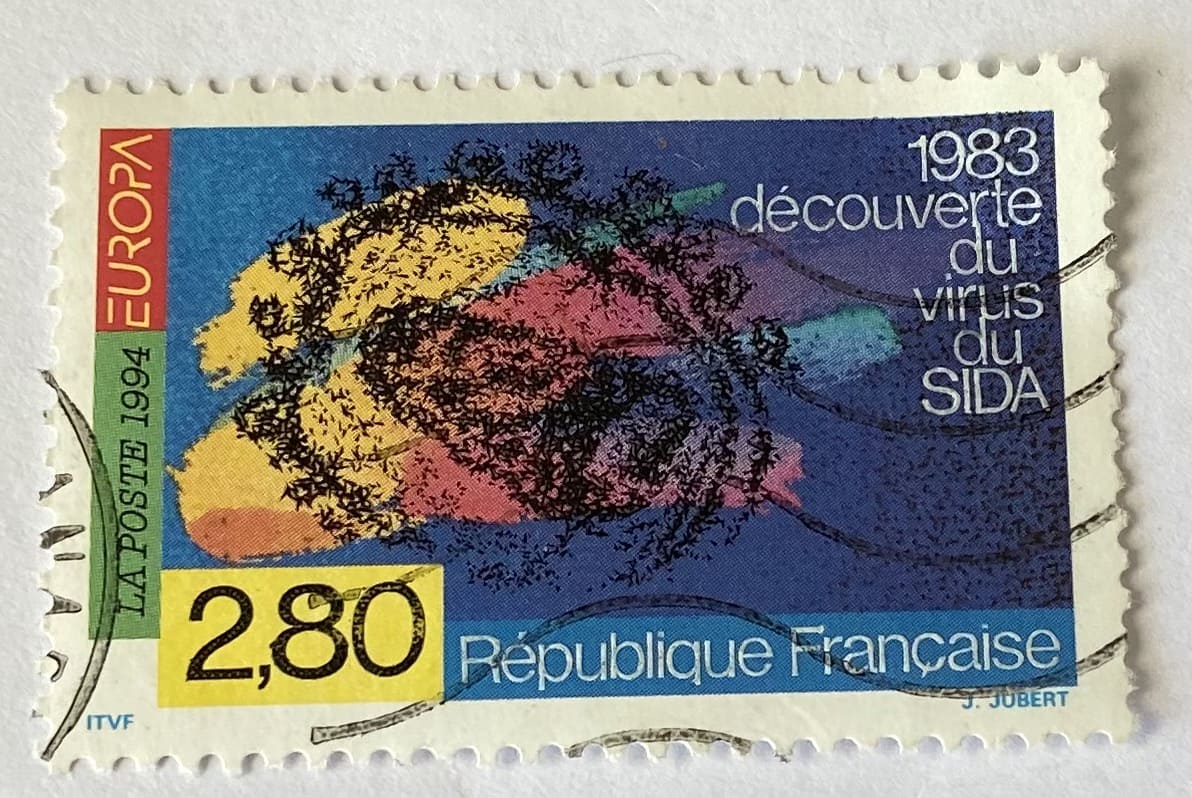 EUROPA
LA POSTE 1994
1983
découverte
du
virus
du
SIDA
2,80
République Française
ITVF
J. JUBERT